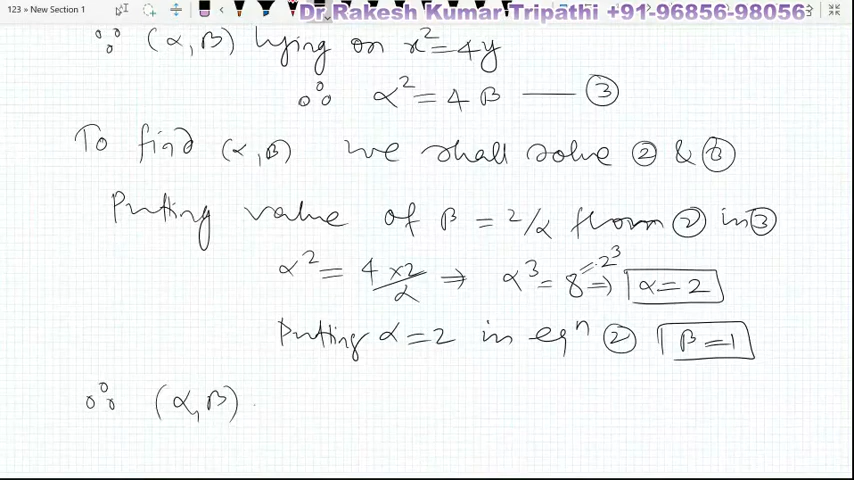 123 » New Section 1
Dr.Rakesh Kumar Tripathi +91-96856-98056
∵ (α, β) lying on x² = 4y
∴ α² = 4β — ③
To find (α, β) we shall solve ② & ③
Putting value of β = 2/α from ② in ③
α² = 4×2/α ⇒ α³ = 8 = 2³ ⇒ α = 2
Putting α = 2 in eqⁿ ② β = 1
∴ (α, β)